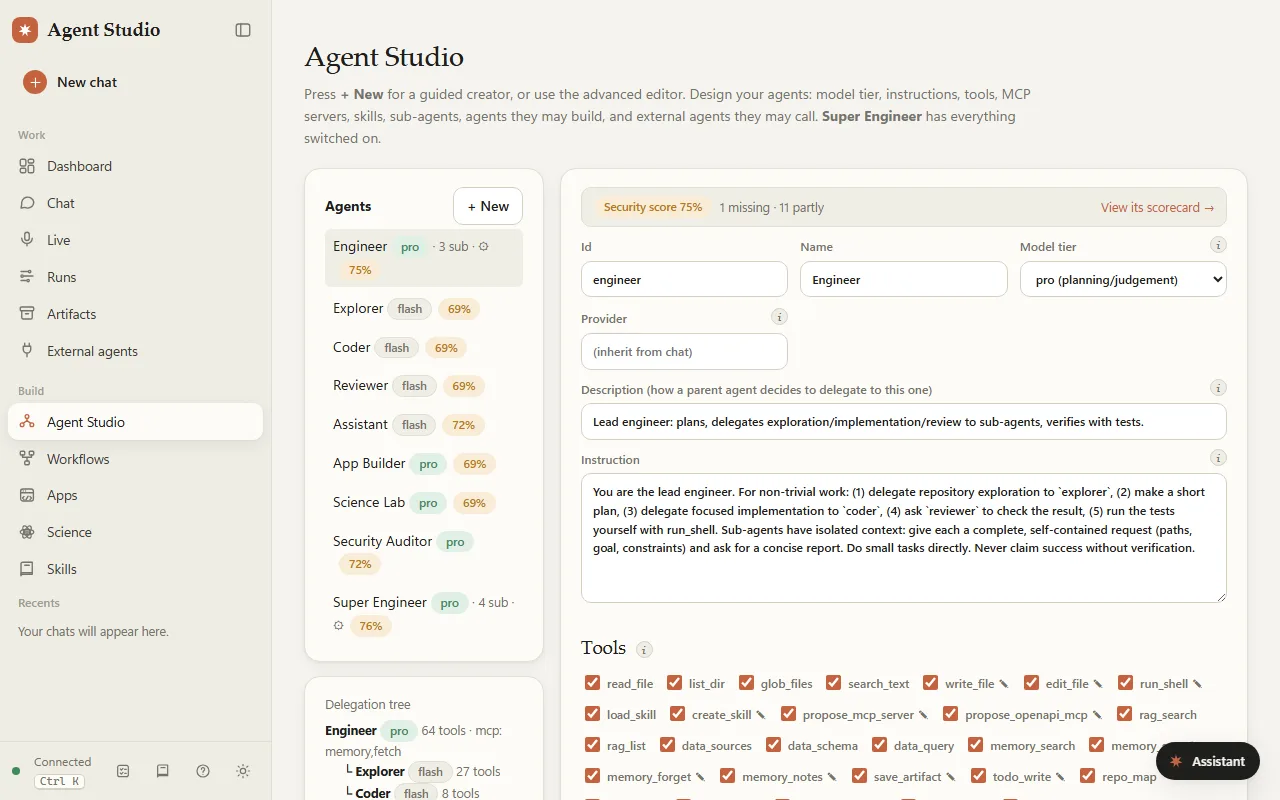 Agent Studio
New chat
Work
Dashboard
Chat
Live
Runs
Artifacts
External agents
Build
Agent Studio
Workflows
Apps
Science
Skills
Recents
Your chats will appear here.
Connected
Ctrl K
Agent Studio
Press + New for a guided creator, or use the advanced editor. Design your agents: model tier, instructions, tools, MCP
servers, skills, sub-agents, agents they may build, and external agents they may call. Super Engineer has everything
switched on.
Agents
+ New
Engineer pro · 3 sub · ⚙
75%
Explorer flash 69%
Coder flash 69%
Reviewer flash 69%
Assistant flash 72%
App Builder pro 69%
Science Lab pro 69%
Security Auditor pro
72%
Super Engineer pro · 4 sub ·
⚙ 76%
Delegation tree
Engineer pro 64 tools · mcp:
memory,fetch
└ Explorer flash 27 tools
└ Coder flash 8 tools
Security score 75% 1 missing · 11 partly View its scorecard →
Id Name Model tier i
engineer Engineer pro (planning/judgement)
Provider i
(inherit from chat)
Description (how a parent agent decides to delegate to this one) i
Lead engineer: plans, delegates exploration/implementation/review to sub-agents, verifies with tests.
Instruction i
You are the lead engineer. For non-trivial work: (1) delegate repository exploration to `explorer`, (2) make a short
plan, (3) delegate focused implementation to `coder`, (4) ask `reviewer` to check the result, (5) run the tests
yourself with run_shell. Sub-agents have isolated context: give each a complete, self-contained request (paths,
goal, constraints) and ask for a concise report. Do small tasks directly. Never claim success without verification.
Tools i
read_file list_dir glob_files search_text write_file ✎ edit_file ✎ run_shell ✎
load_skill create_skill ✎ propose_mcp_server ✎ propose_openapi_mcp ✎ rag_search
rag_list data_sources data_schema data_query memory_search
memory_forget ✎ memory_notes ✎ save_artifact ✎ todo_write ✎ repo_map
Assistant